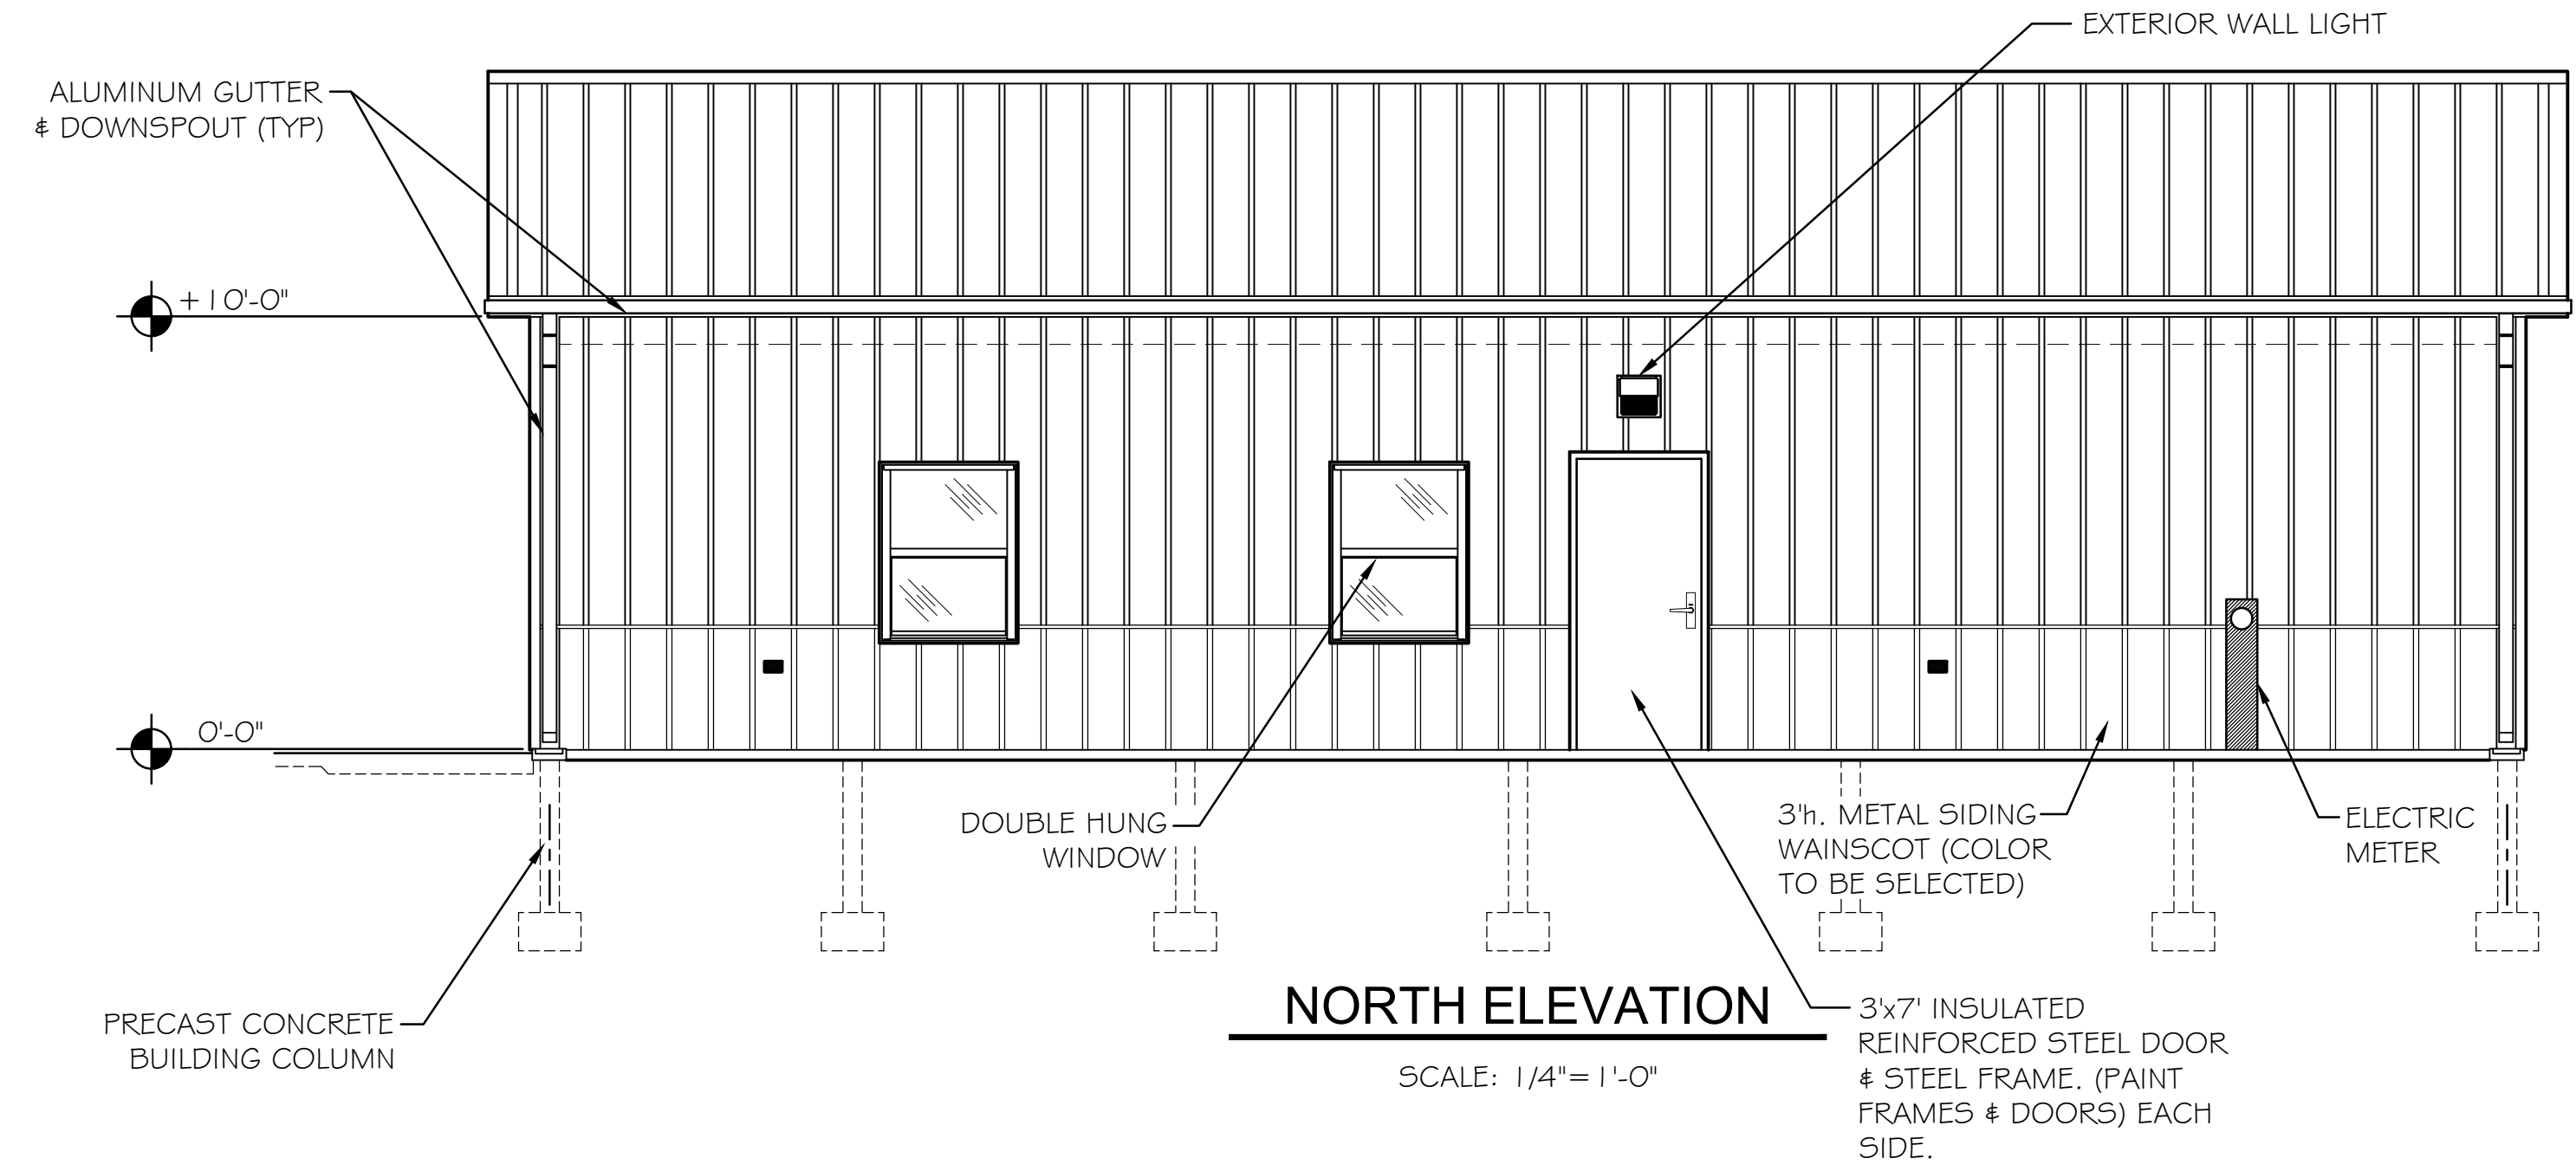 EXTERIOR WALL LIGHT
ALUMINUM GUTTER
& DOWNSPOUT (TYP)
+10'-0"
0'-0"
DOUBLE HUNG
WINDOW
3'h. METAL SIDING
WAINSCOT (COLOR
TO BE SELECTED)
ELECTRIC
METER
PRECAST CONCRETE
BUILDING COLUMN
NORTH ELEVATION
SCALE: 1/4"=1'-0"
3'x7' INSULATED
REINFORCED STEEL DOOR
& STEEL FRAME. (PAINT
FRAMES & DOORS) EACH
SIDE.